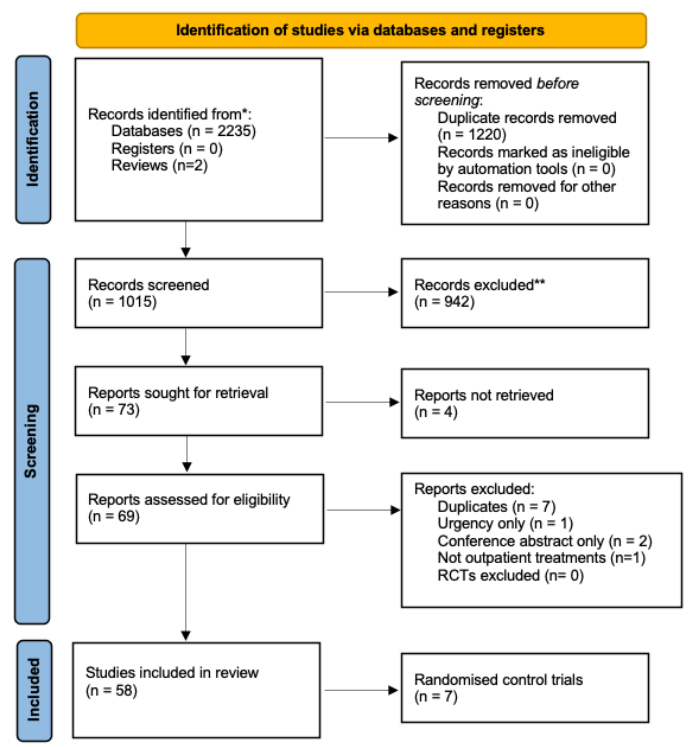 Identification of studies via databases and registers
Identification
Records identified from*:
Databases (n = 2235)
Registers (n = 0)
Reviews (n=2)
Records removed before
screening:
Duplicate records removed
(n = 1220)
Records marked as ineligible
by automation tools (n = 0)
Records removed for other
reasons (n = 0)
Screening
Records screened
(n = 1015)
Records excluded**
(n = 942)
Reports sought for retrieval
(n = 73)
Reports not retrieved
(n = 4)
Reports assessed for eligibility
(n = 69)
Reports excluded:
Duplicates (n = 7)
Urgency only (n = 1)
Conference abstract only (n = 2)
Not outpatient treatments (n=1)
RCTs excluded (n= 0)
Included
Studies included in review
(n = 58)
Randomised control trials
(n = 7)